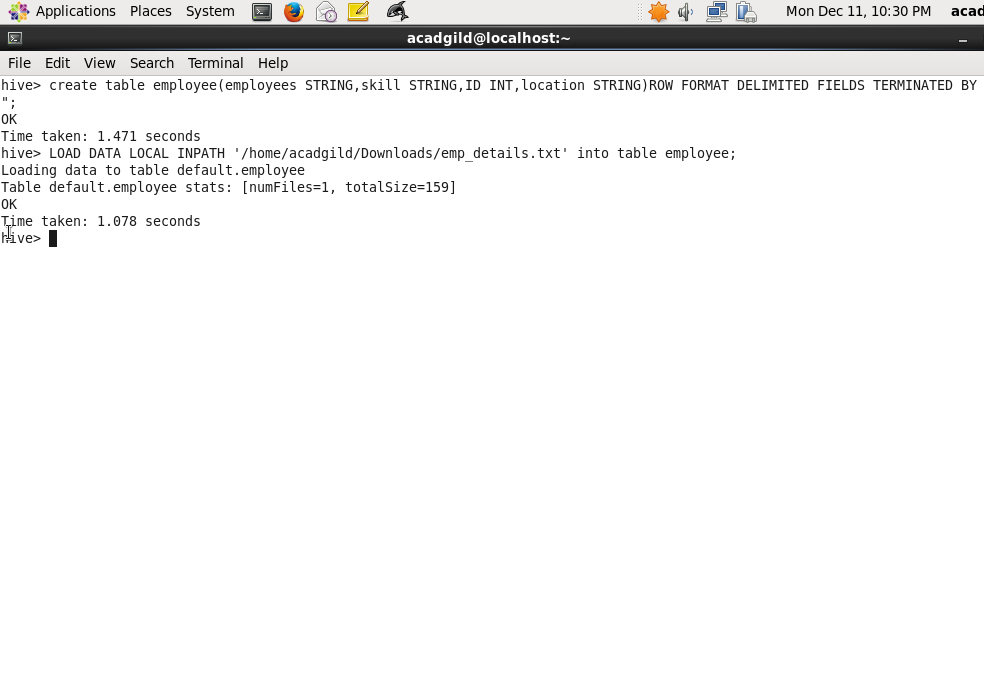 Applications Places System Mon Dec 11, 10:30 PM acad
acadgild@localhost:~
File Edit View Search Terminal Help
hive> create table employee(employees STRING,skill STRING,ID INT,location STRING)ROW FORMAT DELIMITED FIELDS TERMINATED BY
";
OK
Time taken: 1.471 seconds
hive> LOAD DATA LOCAL INPATH '/home/acadgild/Downloads/emp_details.txt' into table employee;
Loading data to table default.employee
Table default.employee stats: [numFiles=1, totalSize=159]
OK
Time taken: 1.078 seconds
hive>